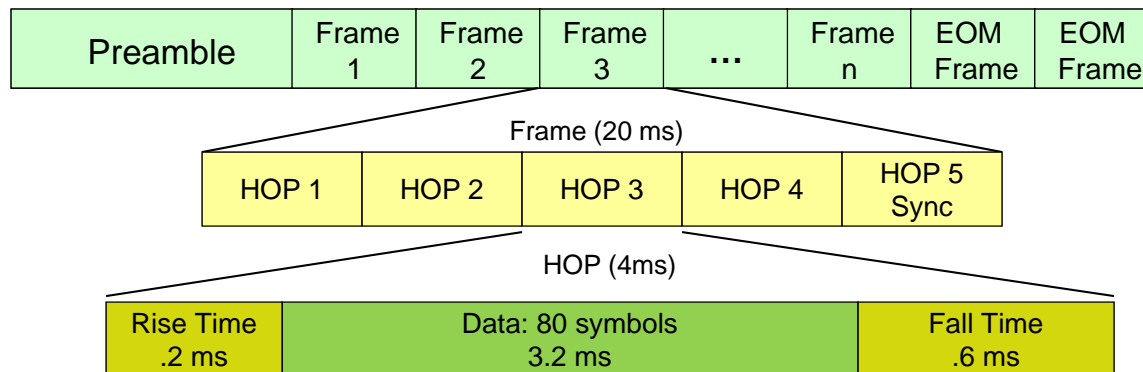 Preamble
Frame
1
Frame
2
Frame
3
...
Frame
n
EOM
Frame
EOM
Frame
Frame (20 ms)
HOP 1
HOP 2
HOP 3
HOP 4
HOP 5
Sync
HOP (4ms)
Rise Time
.2 ms
Data: 80 symbols
3.2 ms
Fall Time
.6 ms